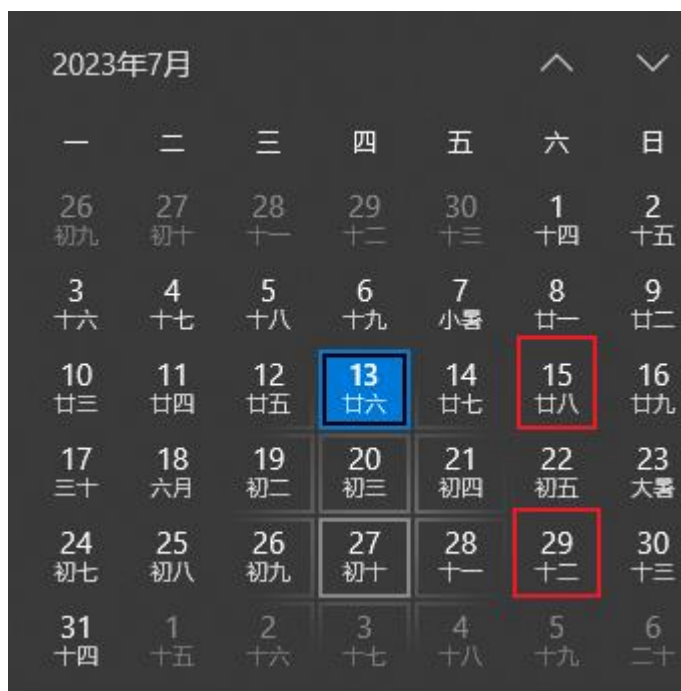 2023年7月
一 二 三 四 五 六 日
26 27 28 29 30 1 2
初九 初十 十一 十二 十三 十四 十五
3 4 5 6 7 8 9
十六 十七 十八 十九 小暑 廿一 廿二
10 11 12 13 14 15 16
廿三 廿四 廿五 廿六 廿七 廿八 廿九
17 18 19 20 21 22 23
三十 六月 初二 初三 初四 初五 大暑
24 25 26 27 28 29 30
初七 初八 初九 初十 十一 十二 十三
31 1 2 3 4 5 6
十四 十五 十六 十七 十八 十九 二十